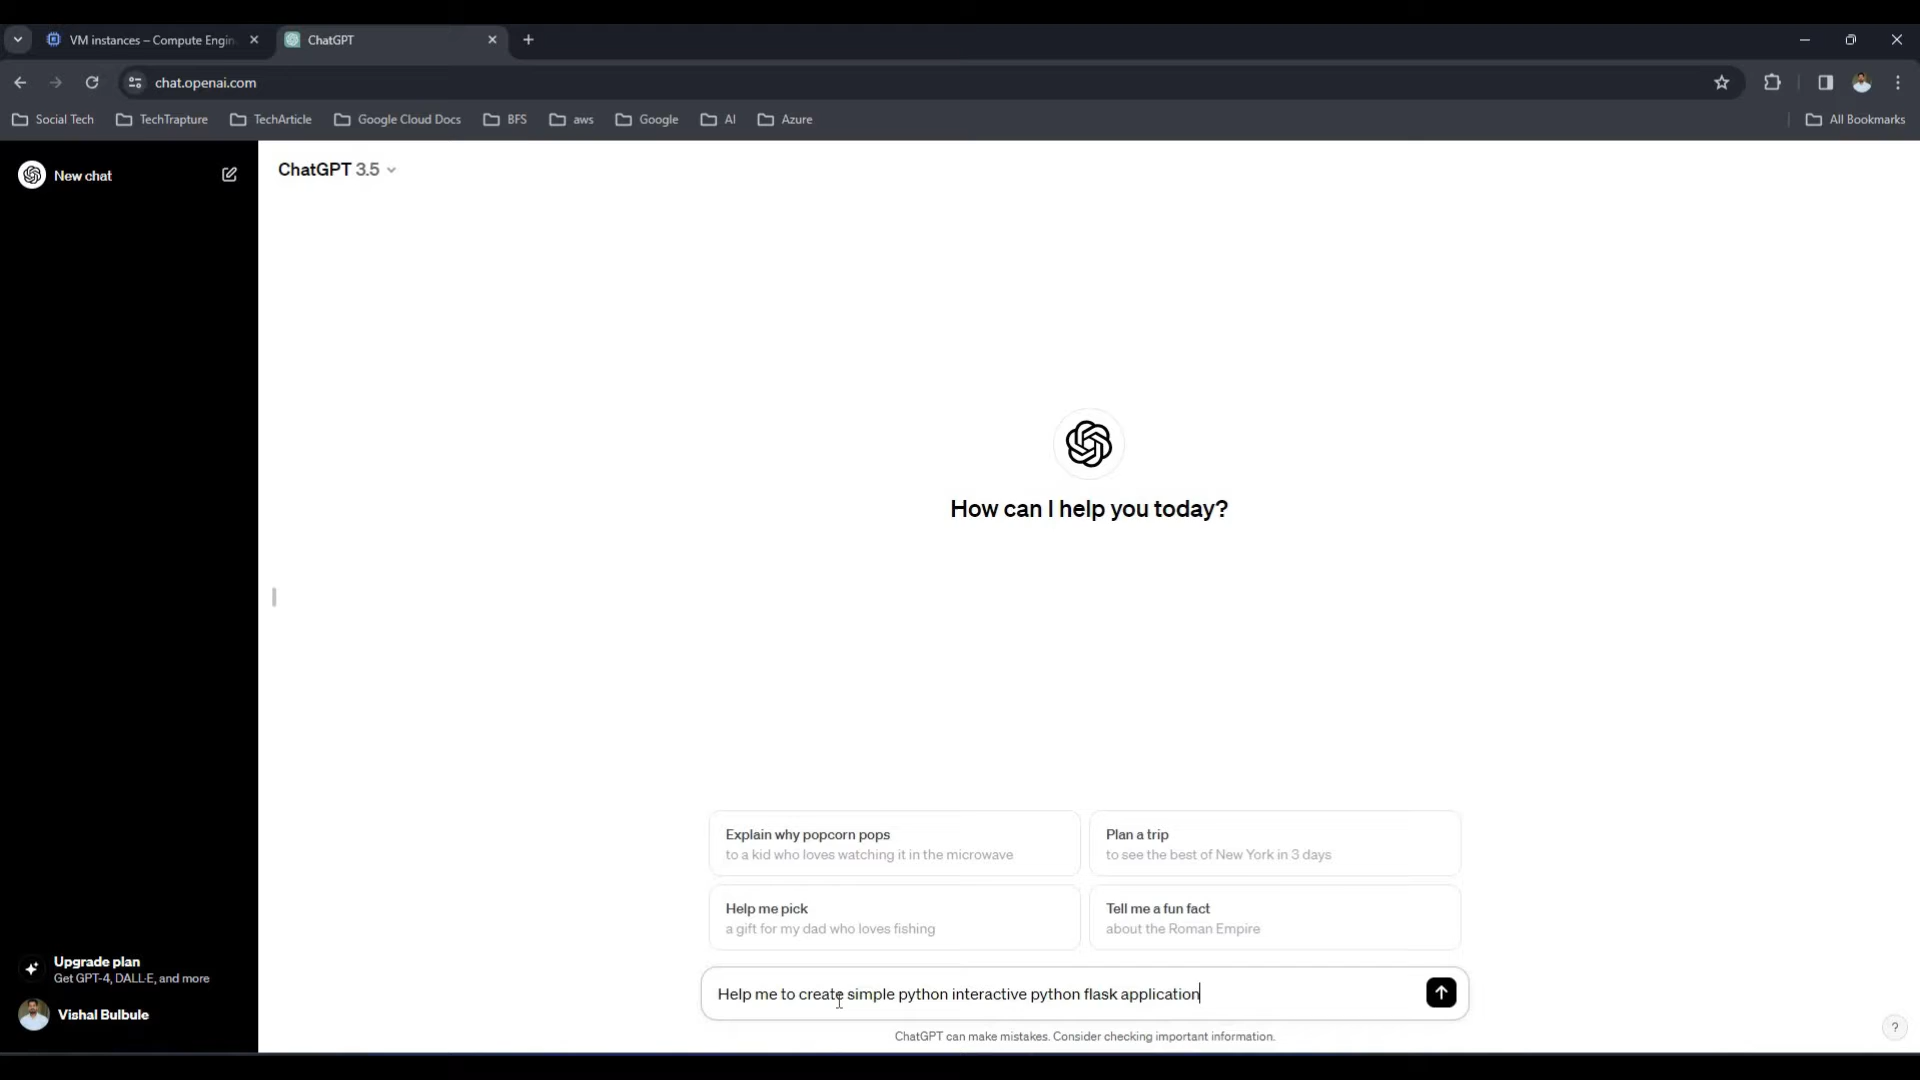 VM instances – Compute Engin
ChatGPT
chat.openai.com
Social Tech
TechTrapture
TechArticle
Google Cloud Docs
BFS
aws
Google
AI
Azure
All Bookmarks
New chat
ChatGPT 3.5
How can I help you today?
Explain why popcorn pops
to a kid who loves watching it in the microwave
Plan a trip
to see the best of New York in 3 days
Help me pick
a gift for my dad who loves fishing
Tell me a fun fact
about the Roman Empire
Upgrade plan
Get GPT-4, DALL·E, and more
Vishal Bulbule
Help me to create simple python interactive python flask application
ChatGPT can make mistakes. Consider checking important information.
?